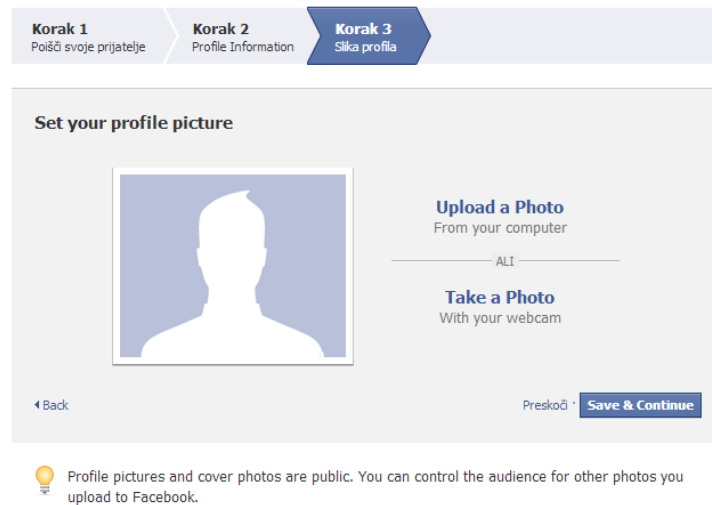 Korak 1
Poišči svoje prijatelje
Korak 2
Profile Information
Korak 3
Slika profila
Set your profile picture
Upload a Photo
From your computer
ALI
Take a Photo
With your webcam
Back
Preskoči · Save & Continue
Profile pictures and cover photos are public. You can control the audience for other photos you
upload to Facebook.